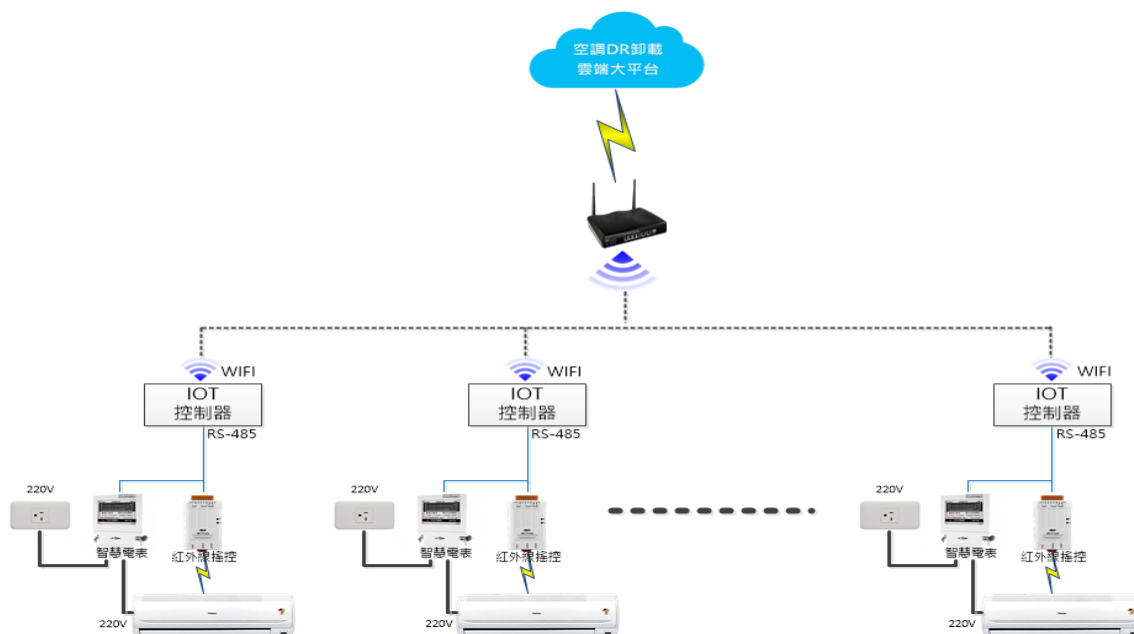 空調DR卸載
雲端大平台
WIFI
WIFI
WIFI
IOT
控制器
IOT
控制器
IOT
控制器
RS-485
RS-485
RS-485
220V
220V
220V
智慧電表
紅外線搖控
智慧電表
紅外線搖控
智慧電表
紅外線搖控
220V
220V
220V